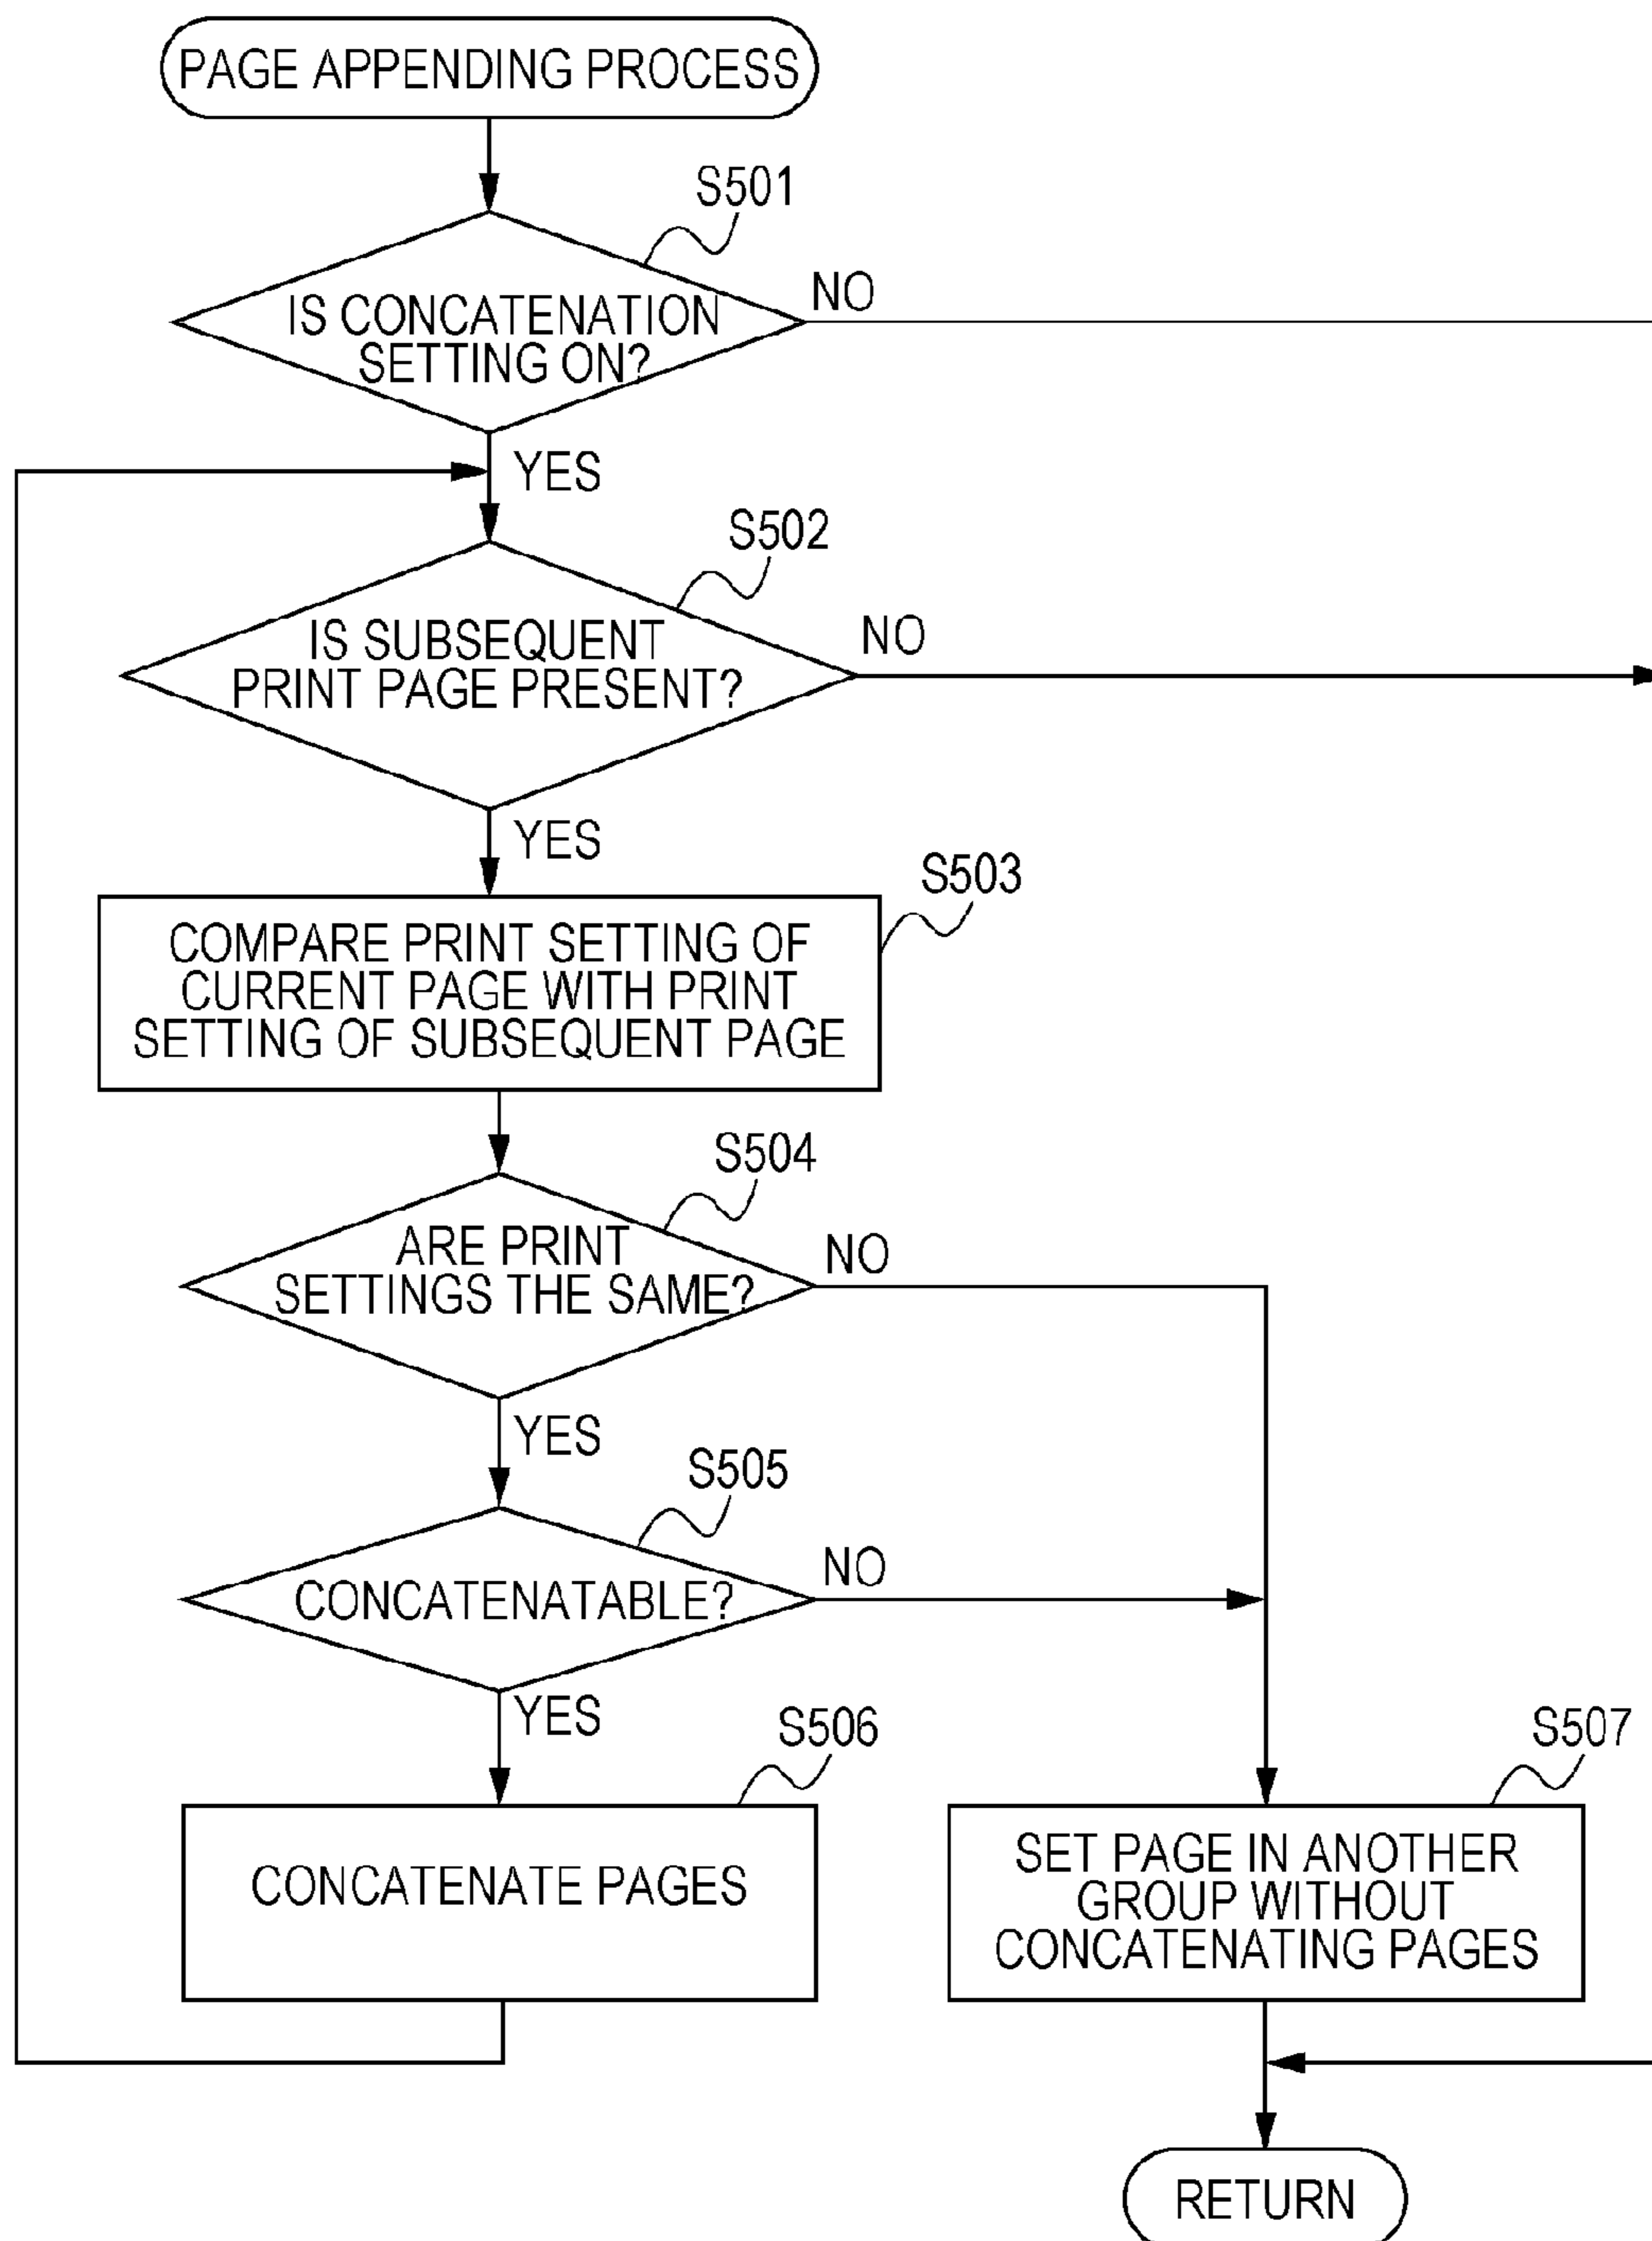 PAGE APPENDING PROCESS
S501
NO
IS CONCATENATION
SETTING ON?
YES
S502
NO
IS SUBSEQUENT
PRINT PAGE PRESENT?
YES
S503
COMPARE PRINT SETTING OF
CURRENT PAGE WITH PRINT
SETTING OF SUBSEQUENT PAGE
S504
NO
ARE PRINT
SETTINGS THE SAME?
YES
S505
NO
CONCATENATABLE?
YES
S506
CONCATENATE PAGES
S507
SET PAGE IN ANOTHER
GROUP WITHOUT
CONCATENATING PAGES
RETURN